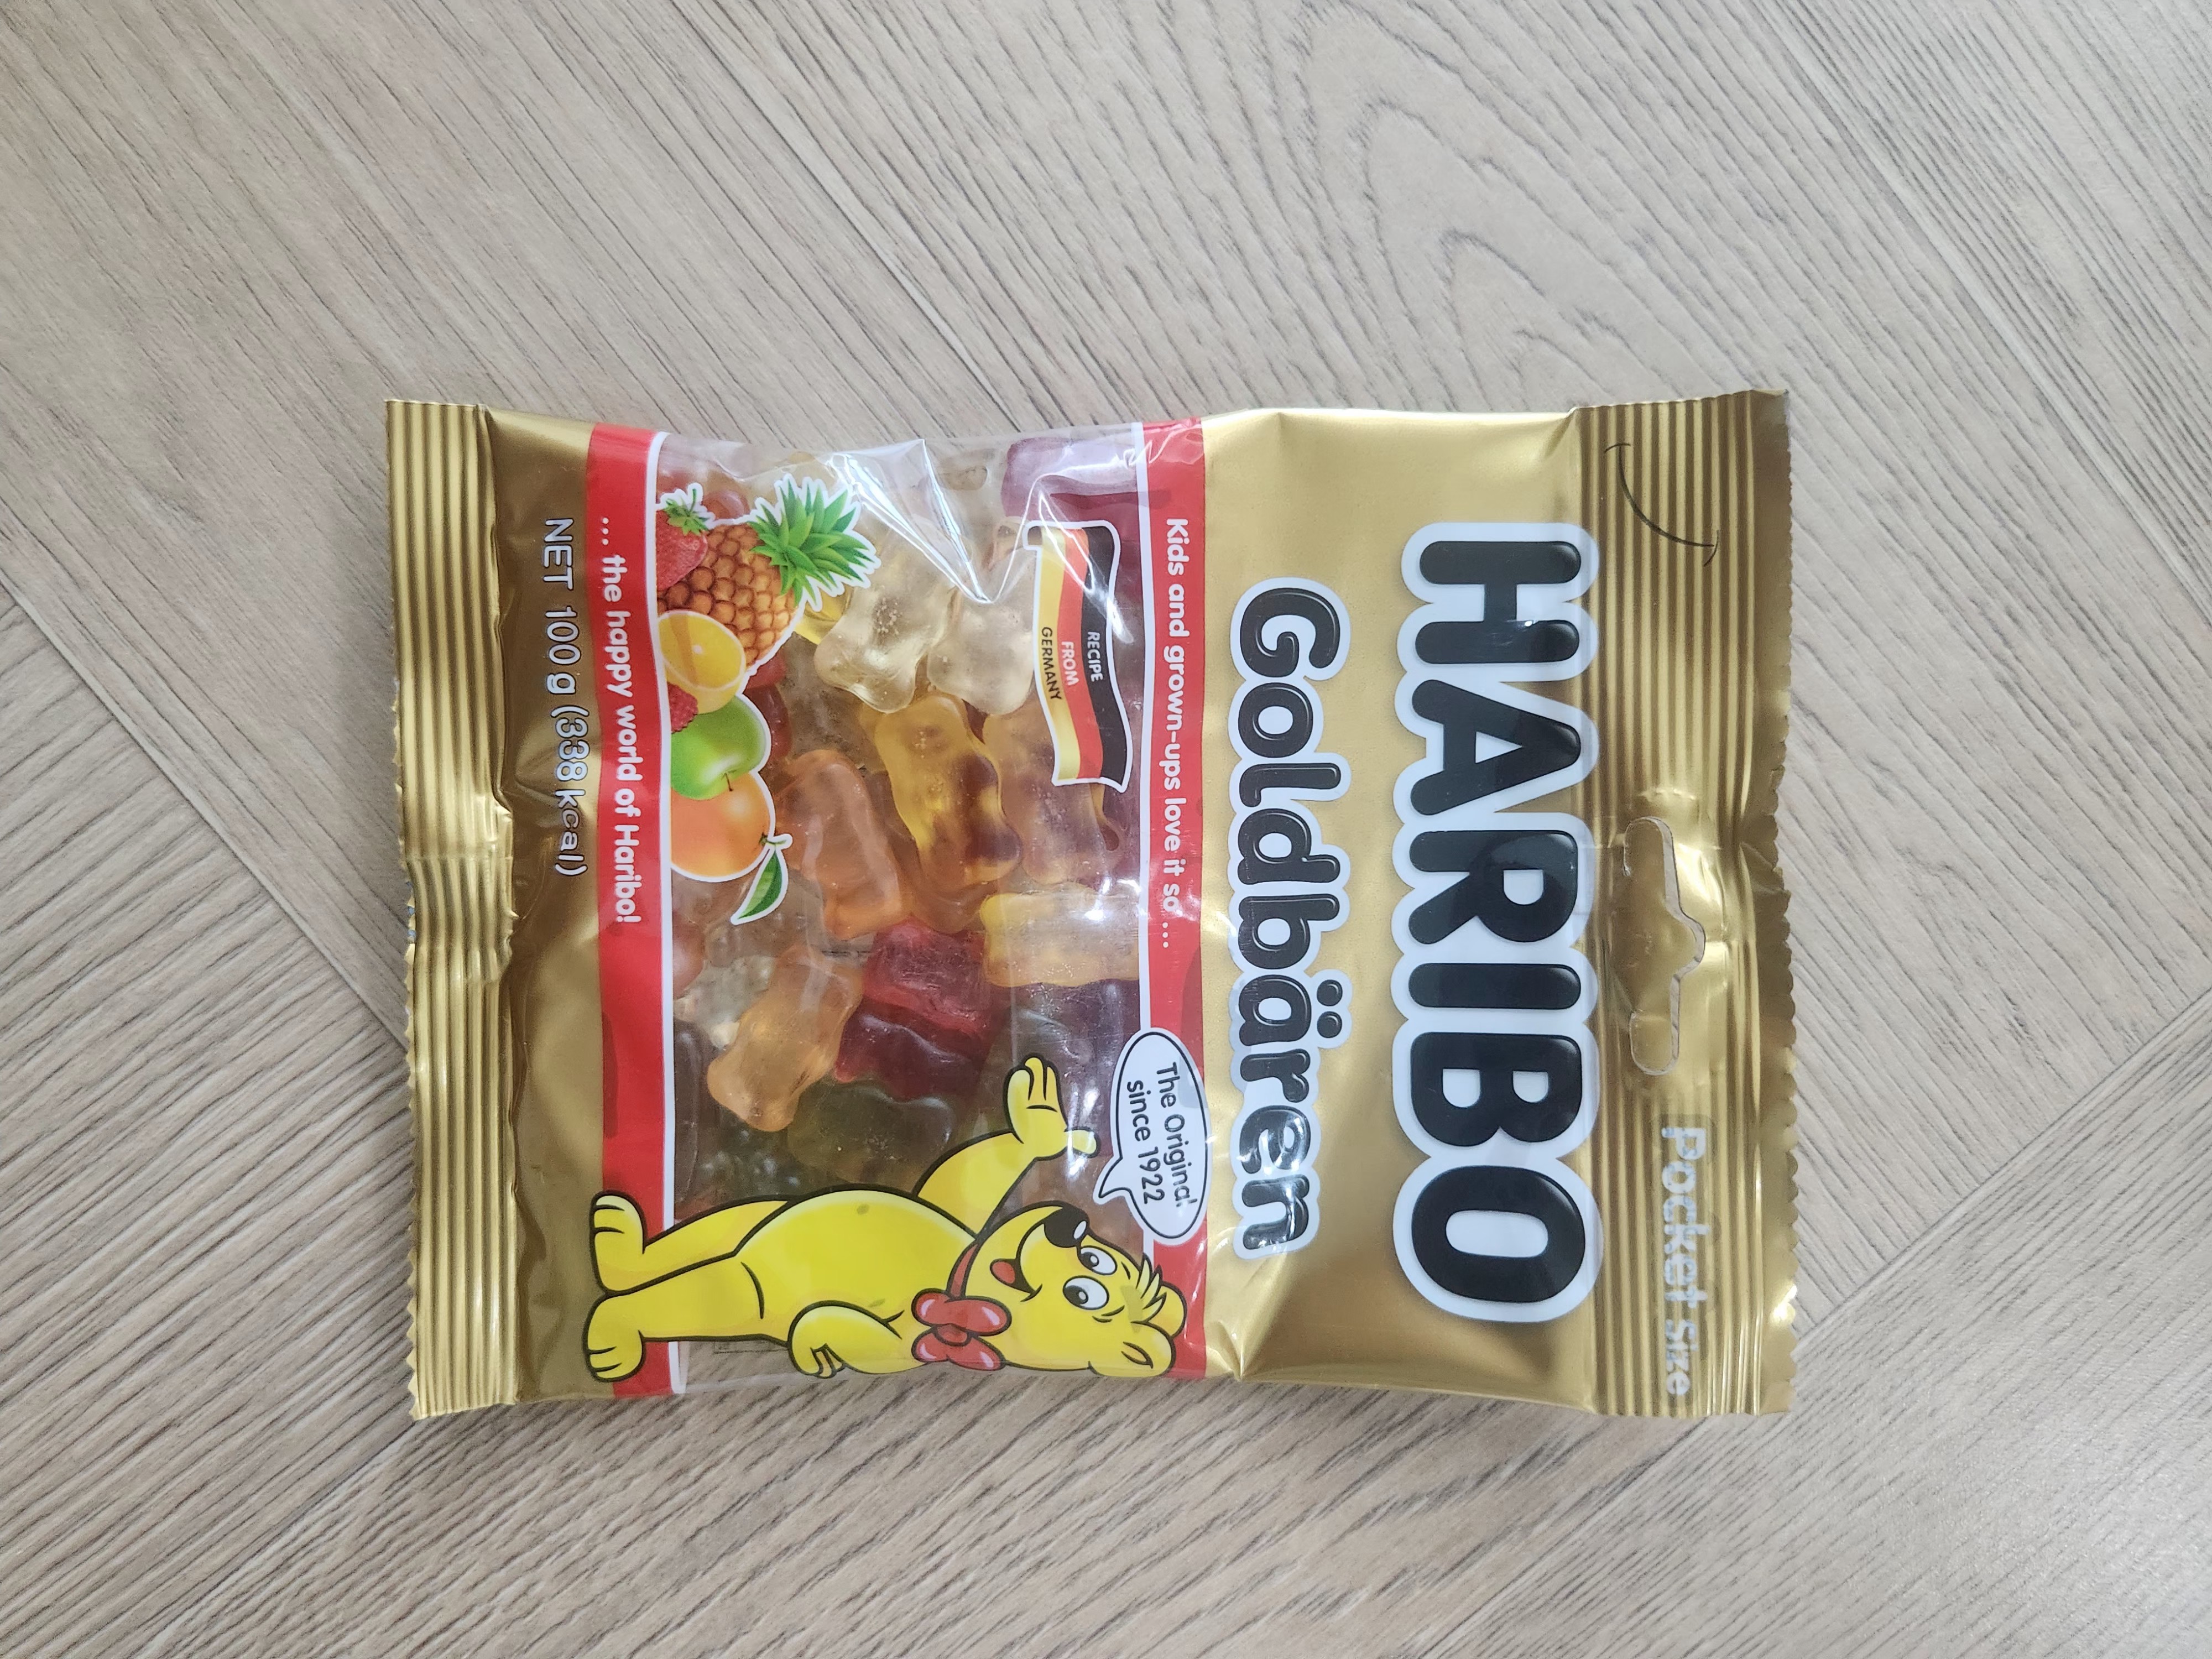 Pocket size
HARIBO
Goldbären
Kids and grown-ups love it so ...
The Original
since 1922
RECIPE
FROM
GERMANY
... the happy world of Haribo!
NET 100 g (338 kcal)